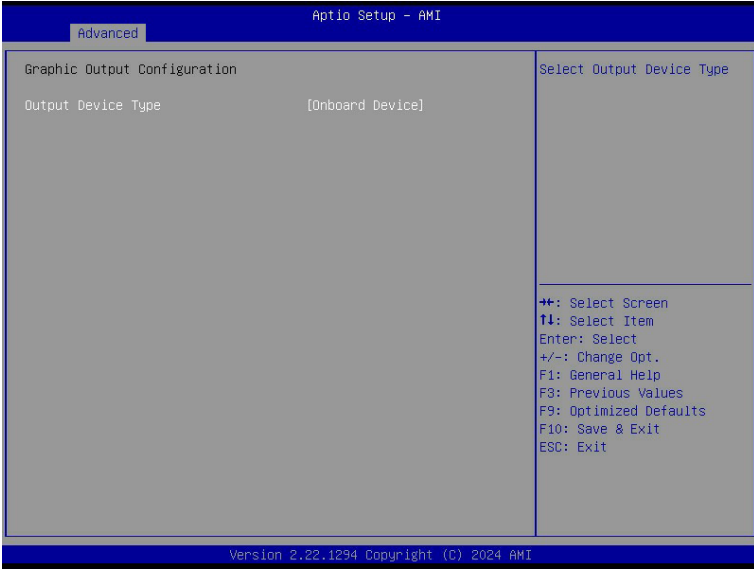 Aptio Setup – AMI
Advanced
Graphic Output Configuration
Output Device Type [Onboard Device]
Select Output Device Type
→←: Select Screen
↑↓: Select Item
Enter: Select
+/-: Change Opt.
F1: General Help
F3: Previous Values
F9: Optimized Defaults
F10: Save & Exit
ESC: Exit
Version 2.22.1294 Copyright (C) 2024 AMI